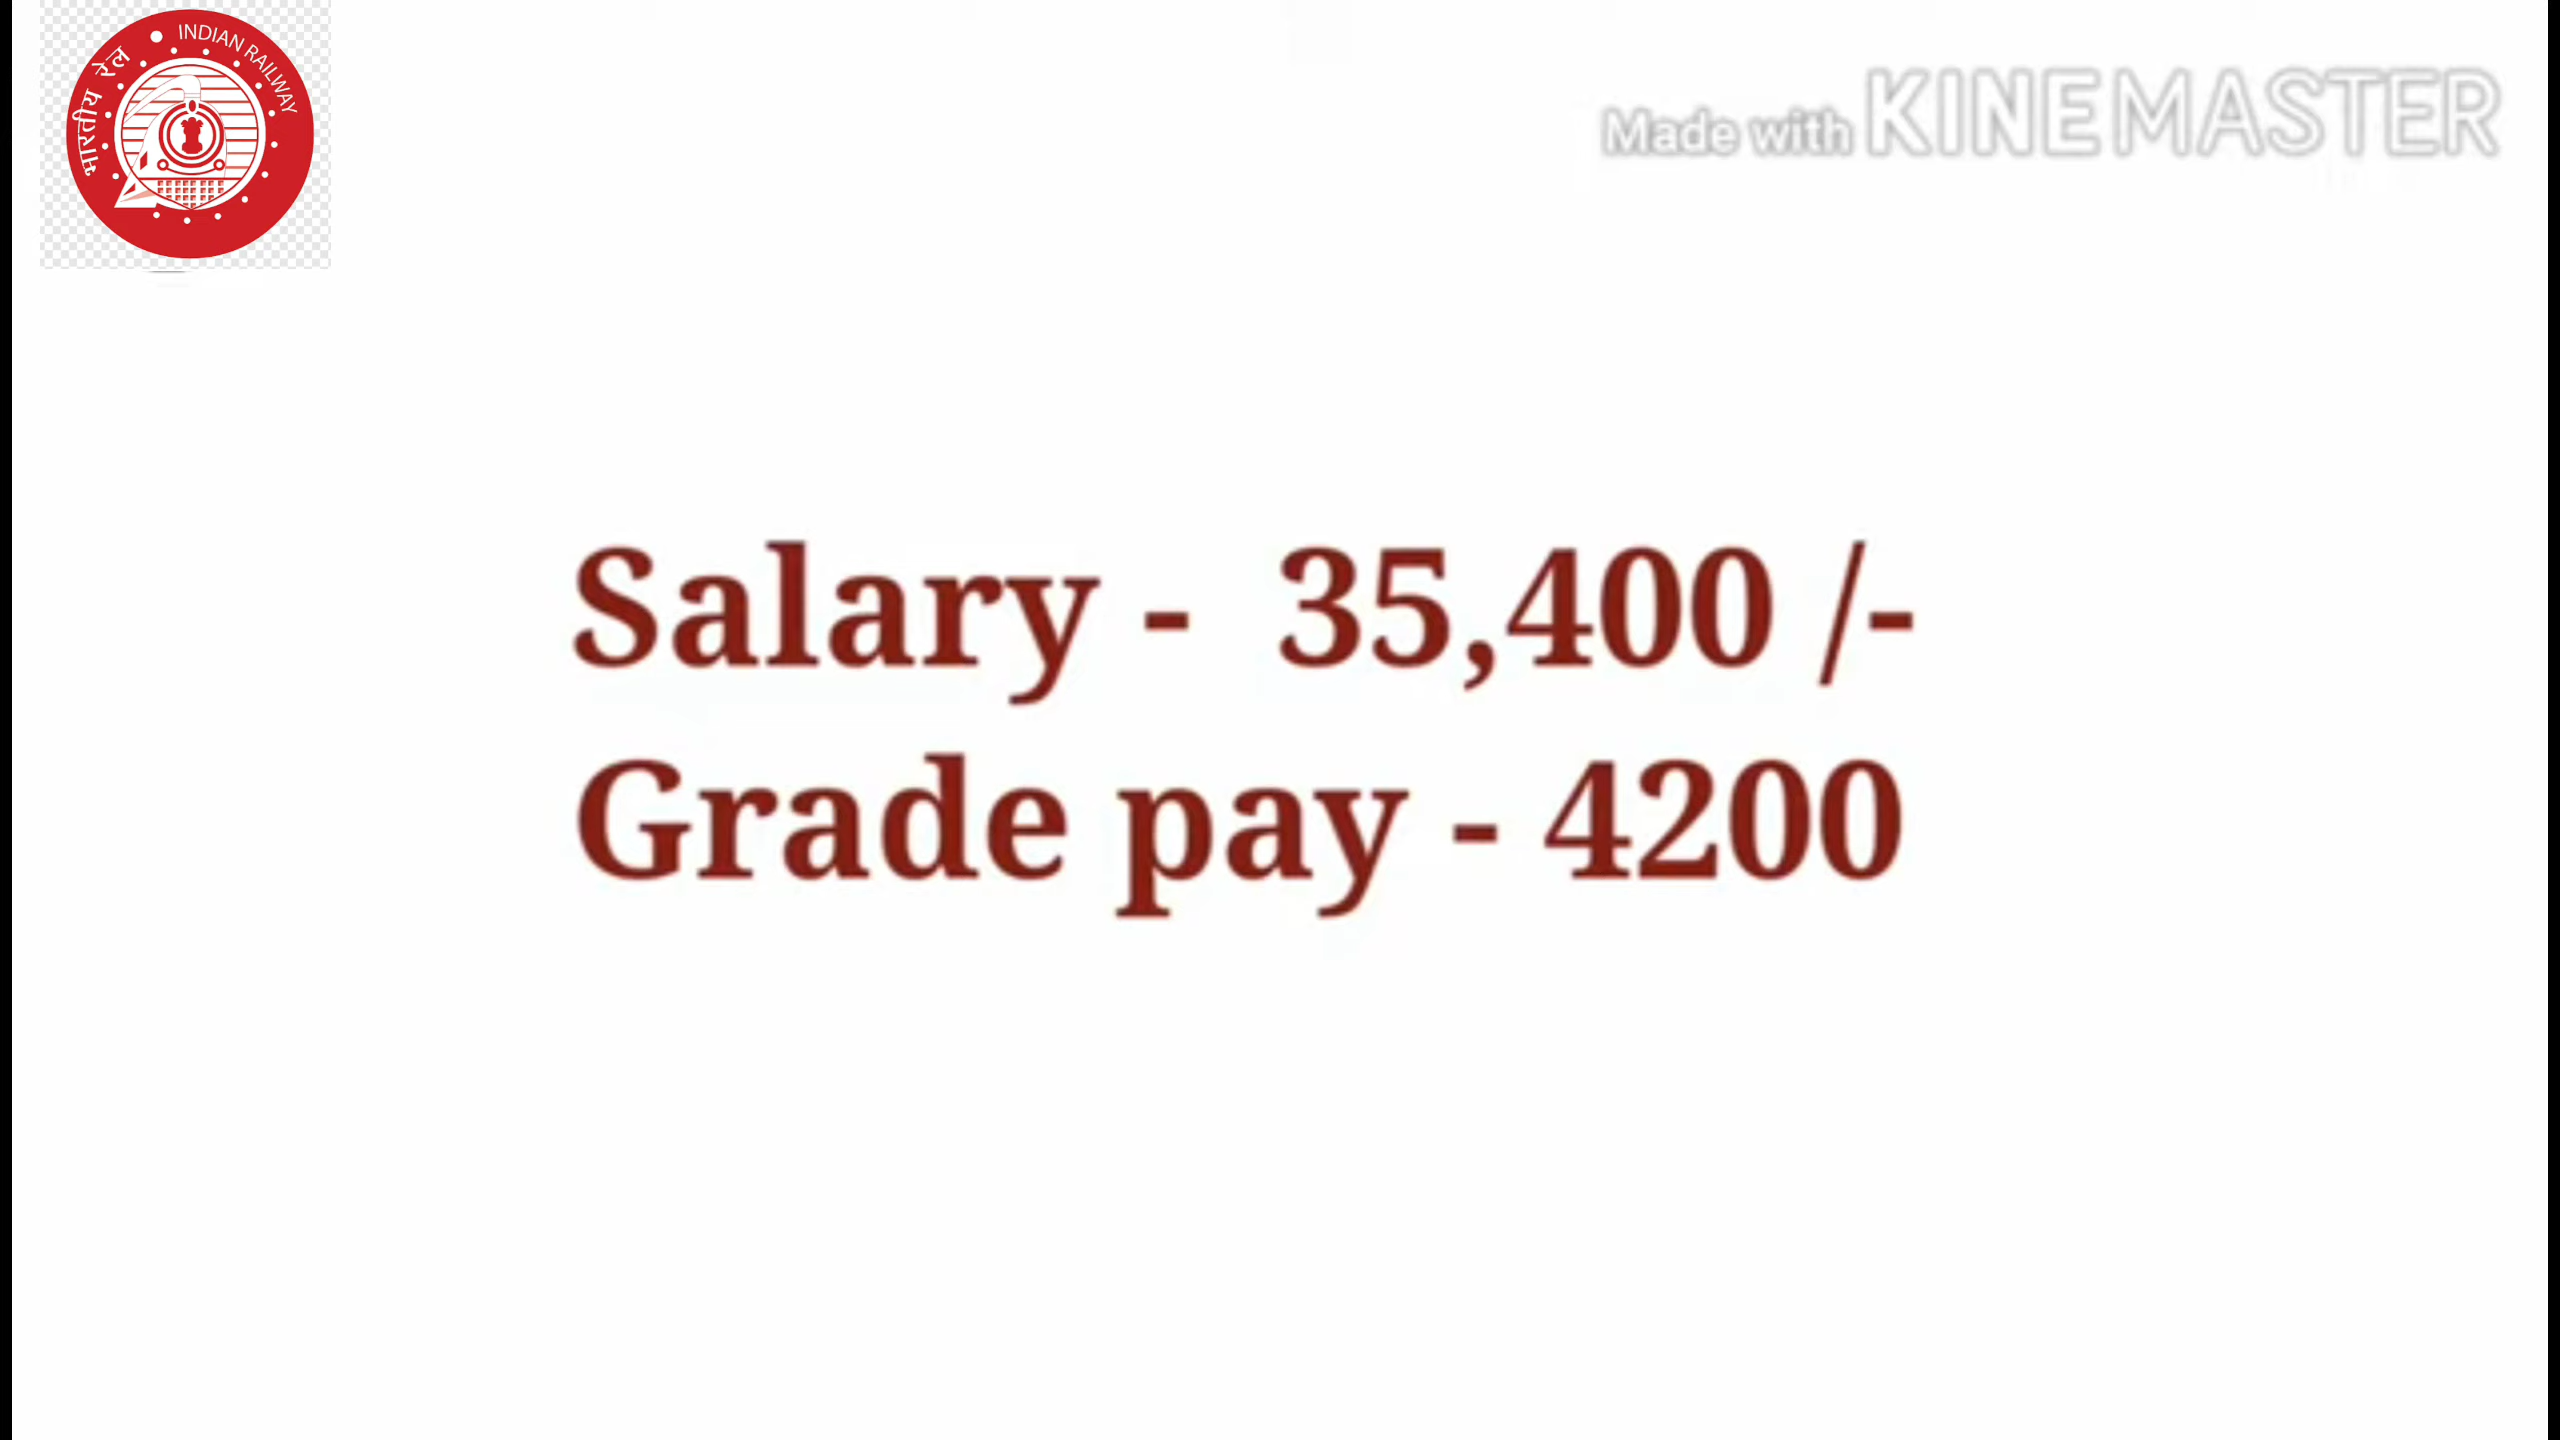 भारतीय रेल
INDIAN RAILWAY
Made with KINEMASTER
Salary - 35,400 /-
Grade pay - 4200